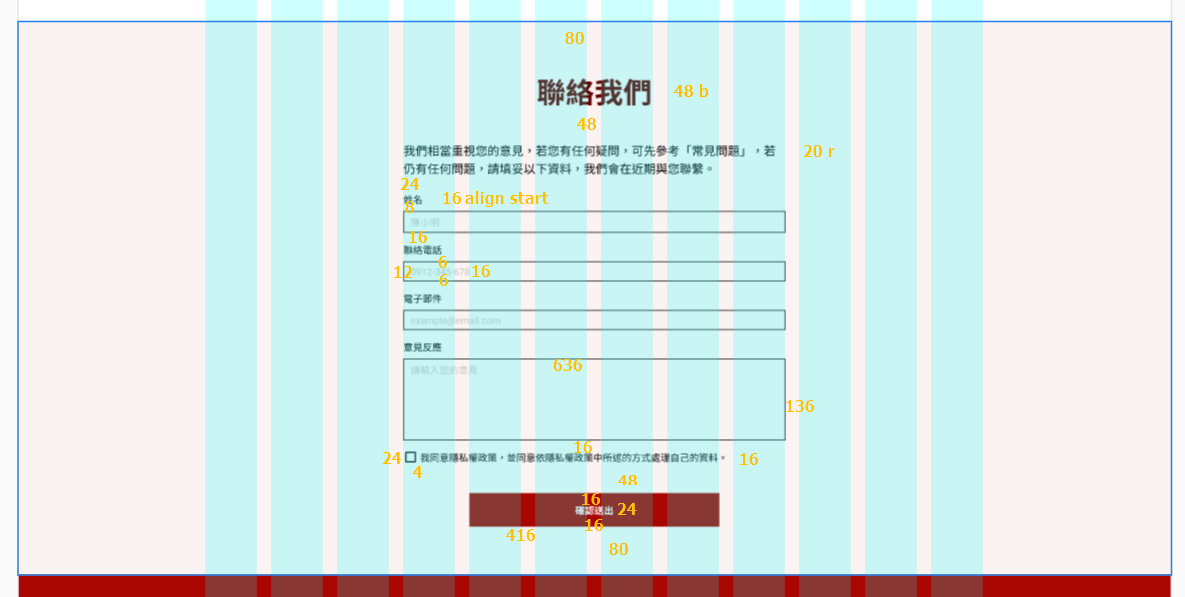 80
聯絡我們 48 b
48
我們相當重視您的意見，若您有任何疑問，可先參考「常見問題」，若 20 r
仍有任何問題，請填妥以下資料，我們會在近期與您聯繫。
24
姓名 16 align start
8
陳小明
16
聯絡電話
6
12 0912-345-678 16
6
電子郵件
example@email.com
意見反應
636
請輸入您的意見
136
16
24 我同意隱私權政策，並同意依隱私權政策中所述的方式處理自己的資料。 16
4
48
16
確認送出 24
16
416
80